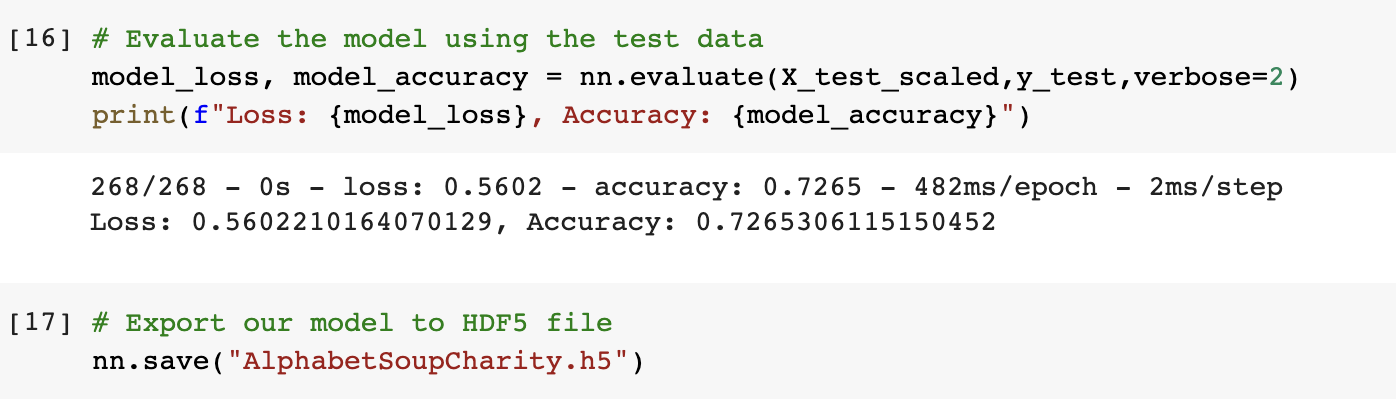 [16] # Evaluate the model using the test data
model_loss, model_accuracy = nn.evaluate(X_test_scaled,y_test,verbose=2)
print(f"Loss: {model_loss}, Accuracy: {model_accuracy}")
268/268 - 0s - loss: 0.5602 - accuracy: 0.7265 - 482ms/epoch - 2ms/step
Loss: 0.5602210164070129, Accuracy: 0.7265306115150452
[17] # Export our model to HDF5 file
nn.save("AlphabetSoupCharity.h5")